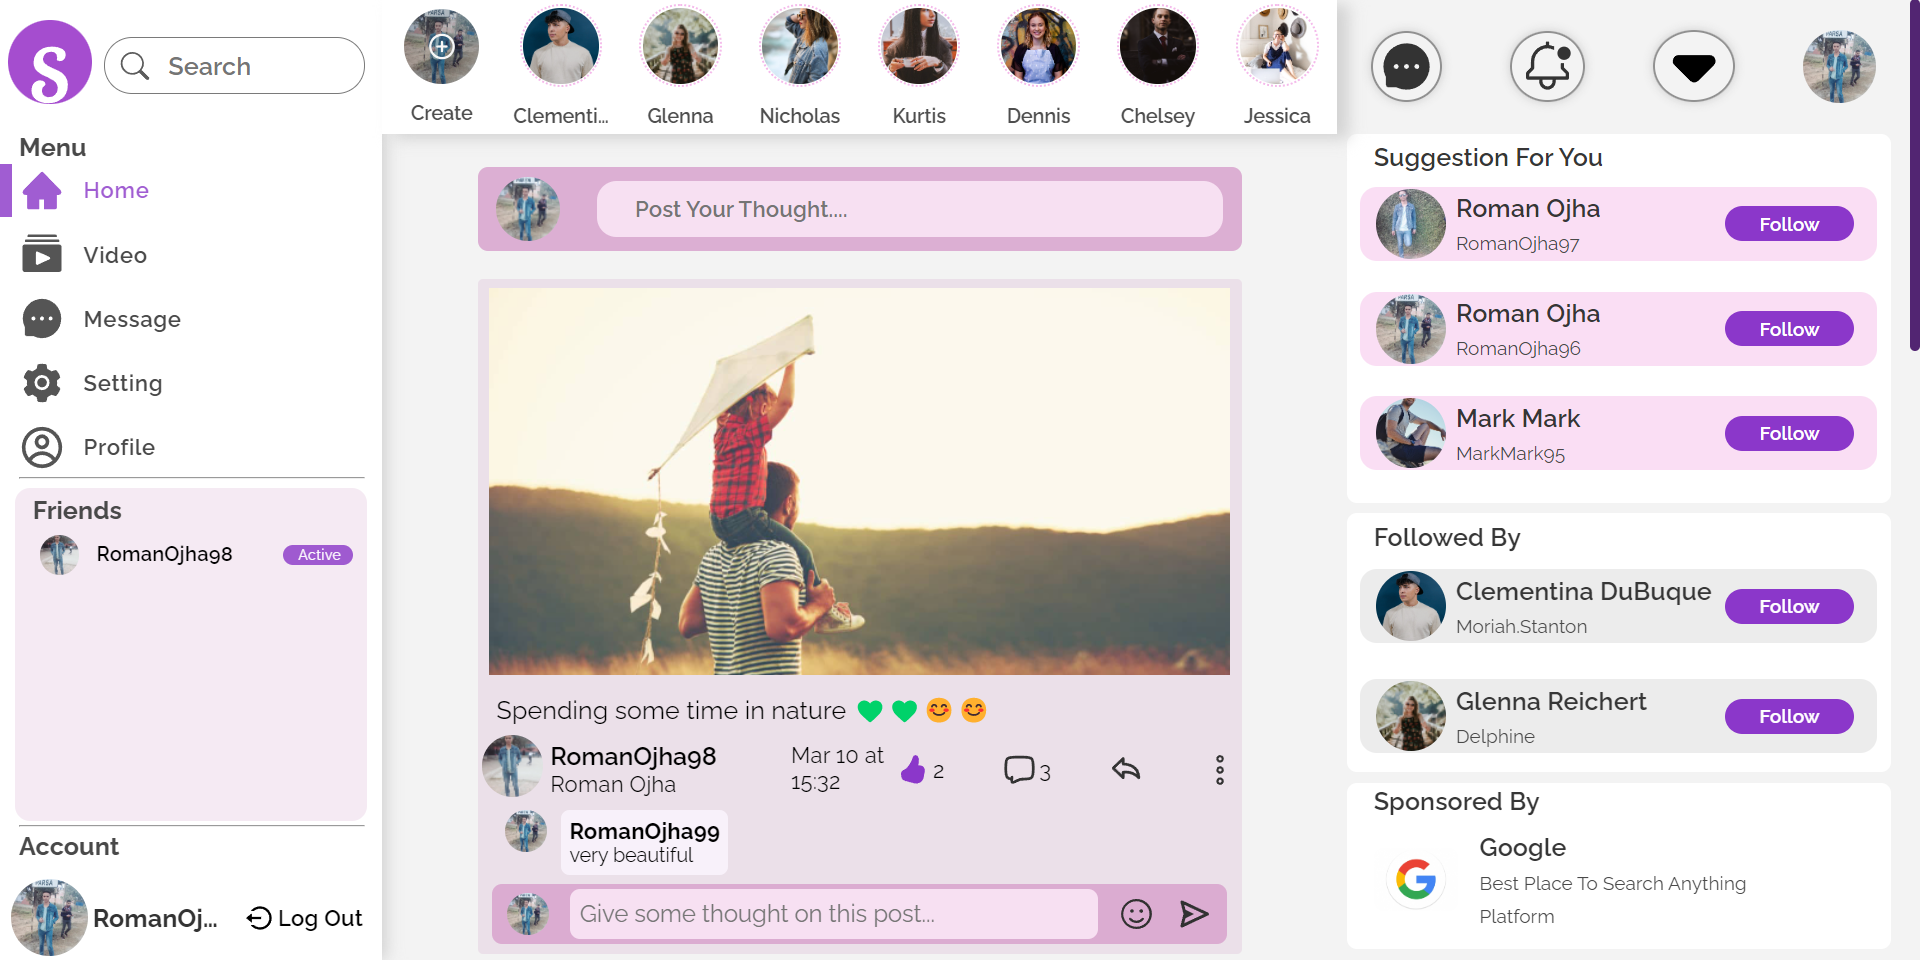 S
Search
Menu
Home
Video
Message
Setting
Profile
Friends
RomanOjha98
Active
Account
RomanOj...
Log Out
Create
Clementi...
Glenna
Nicholas
Kurtis
Dennis
Chelsey
Jessica
Post Your Thought....
Spending some time in nature 💚 💚 😊 😊
RomanOjha98
Roman Ojha
Mar 10 at
15:32
2
3
RomanOjha99
very beautiful
Give some thought on this post...
Suggestion For You
Roman Ojha
RomanOjha97
Follow
Roman Ojha
RomanOjha96
Follow
Mark Mark
MarkMark95
Follow
Followed By
Clementina DuBuque
Moriah.Stanton
Follow
Glenna Reichert
Delphine
Follow
Sponsored By
Google
Best Place To Search Anything
Platform